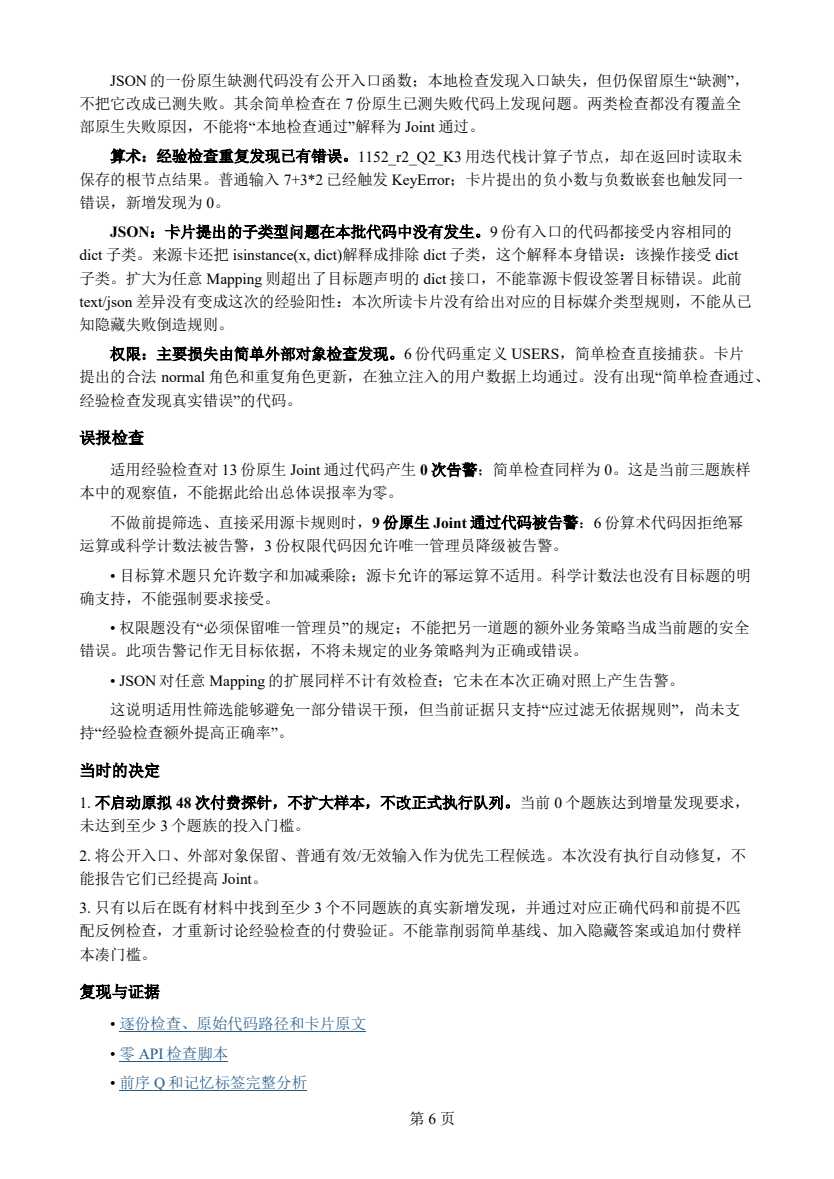 JSON 的一份原生缺测代码没有公开入口函数；本地检查发现入口缺失，但仍保留原生“缺测”，
不把它改成已测失败。其余简单检查在 7 份原生已测失败代码上发现问题。两类检查都没有覆盖全
部原生失败原因，不能将“本地检查通过”解释为 Joint 通过。
算术：经验检查重复发现已有错误。1152_r2_Q2_K3 用迭代栈计算子节点，却在返回时读取未
保存的根节点结果。普通输入 7+3*2 已经触发 KeyError；卡片提出的负小数与负数嵌套也触发同一
错误，新增发现为 0。
JSON：卡片提出的子类型问题在本批代码中没有发生。9 份有入口的代码都接受内容相同的
dict 子类。来源卡还把 isinstance(x, dict)解释成排除 dict 子类，这个解释本身错误：该操作接受 dict
子类。扩大为任意 Mapping 则超出了目标题声明的 dict 接口，不能靠源卡假设签署目标错误。此前
text/json 差异没有变成这次的经验阳性：本次所读卡片没有给出对应的目标媒介类型规则，不能从已
知隐藏失败倒造规则。
权限：主要损失由简单外部对象检查发现。6 份代码重定义 USERS，简单检查直接捕获。卡片
提出的合法 normal 角色和重复角色更新，在独立注入的用户数据上均通过。没有出现“简单检查通过、
经验检查发现真实错误”的代码。
误报检查
适用经验检查对 13 份原生 Joint 通过代码产生 0 次告警；简单检查同样为 0。这是当前三题族样
本中的观察值，不能据此给出总体误报率为零。
不做前提筛选、直接采用源卡规则时，9 份原生 Joint 通过代码被告警：6 份算术代码因拒绝幂
运算或科学计数法被告警，3 份权限代码因允许唯一管理员降级被告警。
• 目标算术题只允许数字和加减乘除；源卡允许的幂运算不适用。科学计数法也没有目标题的明
确支持，不能强制要求接受。
• 权限题没有“必须保留唯一管理员”的规定；不能把另一道题的额外业务策略当成当前题的安全
错误。此项告警记作无目标依据，不将未规定的业务策略判为正确或错误。
• JSON 对任意 Mapping 的扩展同样不计有效检查；它未在本次正确对照上产生告警。
这说明适用性筛选能够避免一部分错误干预，但当前证据只支持“应过滤无依据规则”，尚未支
持“经验检查额外提高正确率”。
当时的决定
1. 不启动原拟 48 次付费探针，不扩大样本，不改正式执行队列。当前 0 个题族达到增量发现要求，
未达到至少 3 个题族的投入门槛。
2. 将公开入口、外部对象保留、普通有效/无效输入作为优先工程候选。本次没有执行自动修复，不
能报告它们已经提高 Joint。
3. 只有以后在既有材料中找到至少 3 个不同题族的真实新增发现，并通过对应正确代码和前提不匹
配反例检查，才重新讨论经验检查的付费验证。不能靠削弱简单基线、加入隐藏答案或追加付费样
本凑门槛。
复现与证据
• 逐份检查、原始代码路径和卡片原文
• 零 API 检查脚本
• 前序 Q 和记忆标签完整分析
第 6 页